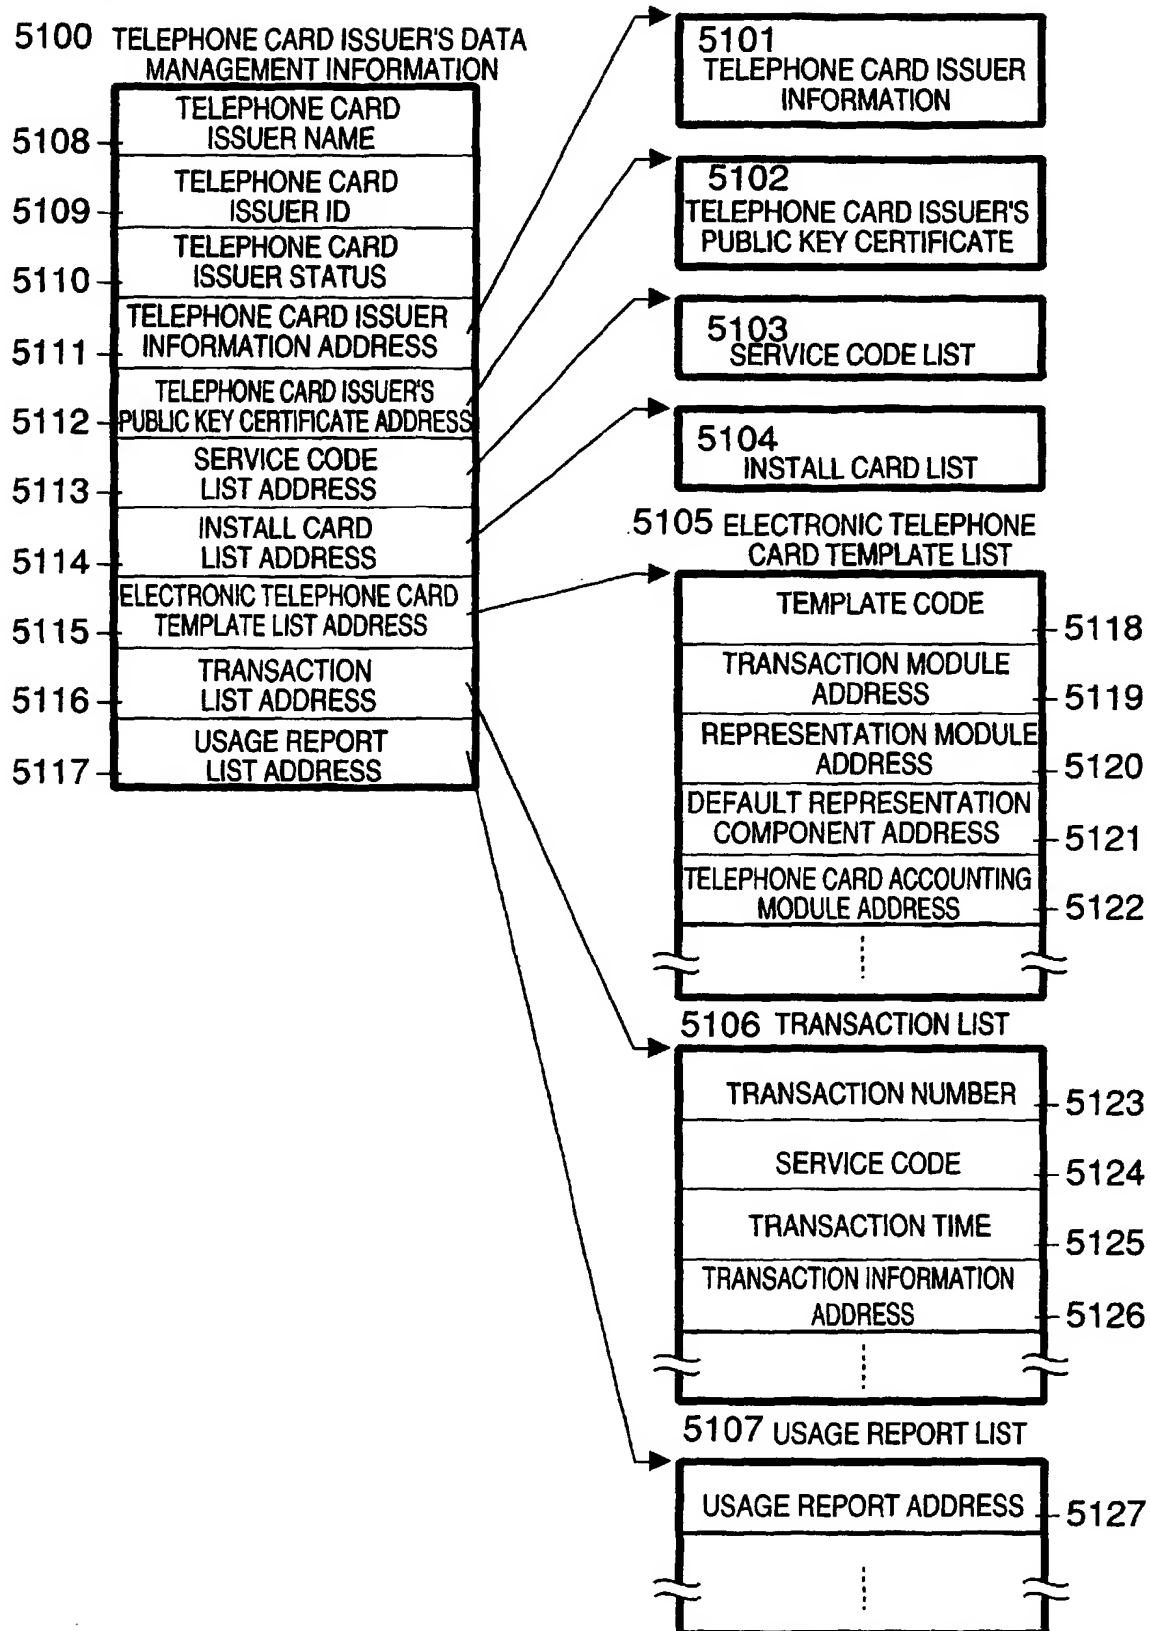 5100 TELEPHONE CARD ISSUER'S DATA
MANAGEMENT INFORMATION
TELEPHONE CARD
ISSUER NAME
5108
TELEPHONE CARD
ISSUER ID
5109
TELEPHONE CARD
ISSUER STATUS
5110
TELEPHONE CARD ISSUER
INFORMATION ADDRESS
5111
TELEPHONE CARD ISSUER'S
PUBLIC KEY CERTIFICATE ADDRESS
5112
SERVICE CODE
LIST ADDRESS
5113
INSTALL CARD
LIST ADDRESS
5114
ELECTRONIC TELEPHONE CARD
TEMPLATE LIST ADDRESS
5115
TRANSACTION
LIST ADDRESS
5116
USAGE REPORT
LIST ADDRESS
5117
5101
TELEPHONE CARD ISSUER
INFORMATION
5102
TELEPHONE CARD ISSUER'S
PUBLIC KEY CERTIFICATE
5103
SERVICE CODE LIST
5104
INSTALL CARD LIST
5105 ELECTRONIC TELEPHONE
CARD TEMPLATE LIST
TEMPLATE CODE
5118
TRANSACTION MODULE
ADDRESS
5119
REPRESENTATION MODULE
ADDRESS
5120
DEFAULT REPRESENTATION
COMPONENT ADDRESS
5121
TELEPHONE CARD ACCOUNTING
MODULE ADDRESS
5122
5106 TRANSACTION LIST
TRANSACTION NUMBER
5123
SERVICE CODE
5124
TRANSACTION TIME
5125
TRANSACTION INFORMATION
ADDRESS
5126
5107 USAGE REPORT LIST
USAGE REPORT ADDRESS
5127